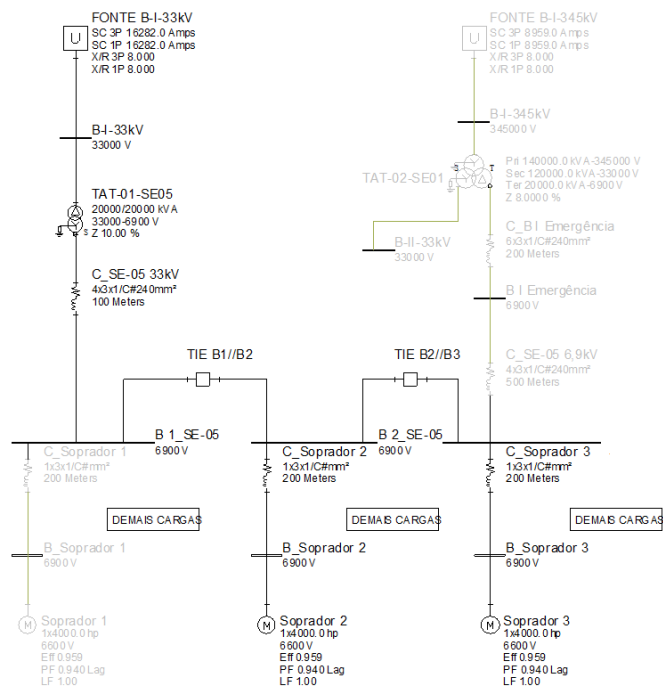 FONTE B-I-33kV
SC 3P 16282.0 Amps
SC 1P 16282.0 Amps
X/R 3P 8.000
X/R 1P 8.000
U
B-I-33kV
33000 V
TAT-01-SE05
20000/20000 kVA
33000-6900 V
Z 10.00 %
S
C_SE-05 33kV
4x3x1/C#240mm²
100 Meters
FONTE B-I-345kV
SC 3P 8959.0 Amps
SC 1P 8959.0 Amps
X/R 3P 8.000
X/R 1P 8.000
U
B-I-345kV
345000 V
TAT-02-SE01
Pri 140000.0 kVA-345000 V
Sec 120000.0 kVA-33000 V
Ter 20000.0 kVA-6900 V
Z 8.0000 %
T
B-II-33kV
33000 V
C_B I Emergência
6x3x1/C#240mm²
200 Meters
B I Emergência
6900 V
C_SE-05 6,9kV
4x3x1/C#240mm²
500 Meters
TIE B1//B2
TIE B2//B3
B 1_SE-05
6900 V
B 2_SE-05
6900 V
C_Soprador 1
1x3x1/C#mm²
200 Meters
C_Soprador 2
1x3x1/C#mm²
200 Meters
C_Soprador 3
1x3x1/C#mm²
200 Meters
DEMAIS CARGAS
DEMAIS CARGAS
DEMAIS CARGAS
B_Soprador 1
6900 V
B_Soprador 2
6900 V
B_Soprador 3
6900 V
M
Soprador 1
1x4000.0 hp
6600 V
Eff 0.959
PF 0.940 Lag
LF 1.00
M
Soprador 2
1x4000.0 hp
6600 V
Eff 0.959
PF 0.940 Lag
LF 1.00
M
Soprador 3
1x4000.0 hp
6600 V
Eff 0.959
PF 0.940 Lag
LF 1.00